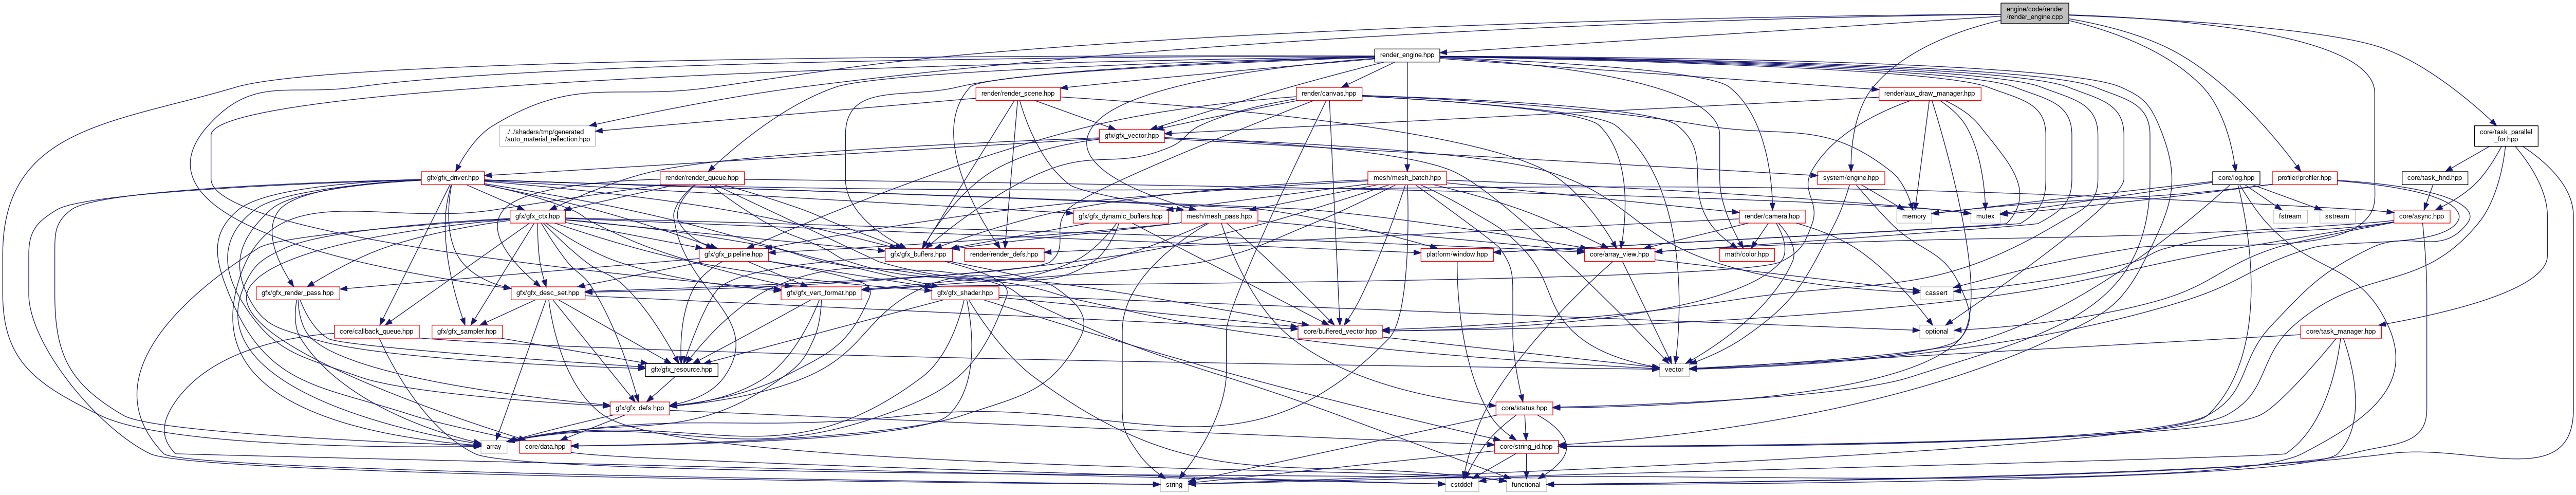 engine/code/render
/render_engine.cpp
render_engine.hpp
render/render_scene.hpp
render/canvas.hpp
render/aux_draw_manager.hpp
../../shaders/tmp/generated
/auto_material_reflection.hpp
gfx/gfx_vector.hpp
core/task_parallel
_for.hpp
gfx/gfx_driver.hpp
render/render_queue.hpp
mesh/mesh_batch.hpp
system/engine.hpp
core/log.hpp
profiler/profiler.hpp
core/task_hnd.hpp
gfx/gfx_ctx.hpp
gfx/gfx_dynamic_buffers.hpp
mesh/mesh_pass.hpp
render/camera.hpp
memory
mutex
fstream
sstream
core/async.hpp
gfx/gfx_pipeline.hpp
gfx/gfx_buffers.hpp
render/render_defs.hpp
platform/window.hpp
core/array_view.hpp
math/color.hpp
gfx/gfx_render_pass.hpp
gfx/gfx_desc_set.hpp
gfx/gfx_vert_format.hpp
gfx/gfx_shader.hpp
cassert
core/callback_queue.hpp
gfx/gfx_sampler.hpp
core/buffered_vector.hpp
optional
core/task_manager.hpp
gfx/gfx_resource.hpp
vector
gfx/gfx_defs.hpp
core/status.hpp
array
core/data.hpp
core/string_id.hpp
string
cstddef
functional